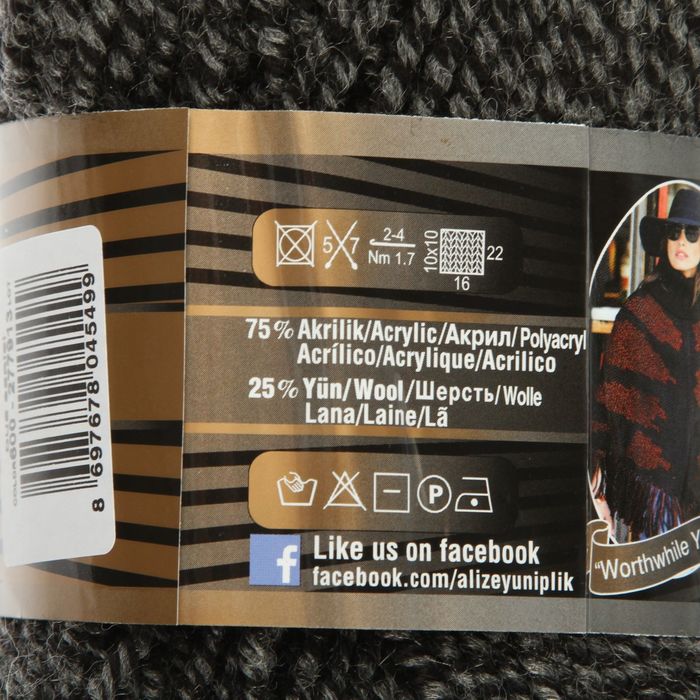 5 7
2-4
Nm 1.7
10x10
22
16
75% Akrilik/Acrylic/Акрил/Polyacryl
Acrílico/Acrylique/Acrilico
25% Yün/Wool/Шерсть/Wolle
Lana/Laine/Lã
P
f Like us on facebook
facebook.com/alizeyuniplik
8 697678 045499
"Worthwhile